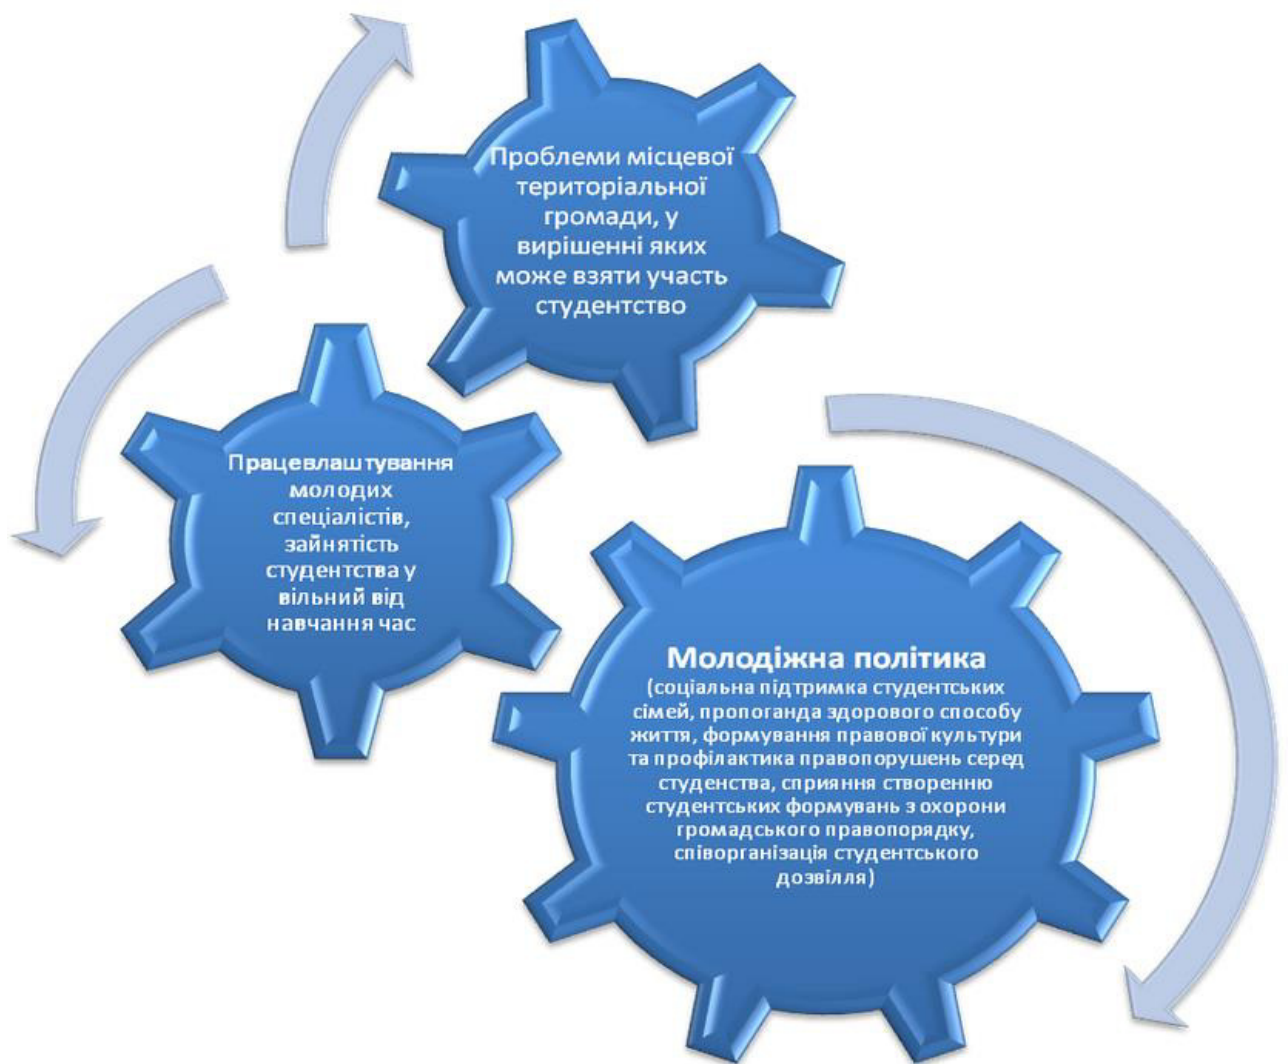 Проблеми місцевої
територіальної
громади, у
вирішенні яких
може взяти участь
студентство
Працевлаштування
молодих
спеціалістів,
зайнятість
студентства у
вільний від
навчання час
Молодіжна політика
(соціальна підтримка студентських
сімей, пропоганда здорового способу
життя, формування правової культури
та профілактика правопорушень серед
студенства, сприяння створенню
студентських формувань з охорони
громадського правопорядку,
співорганізація студентського
дозвілля)